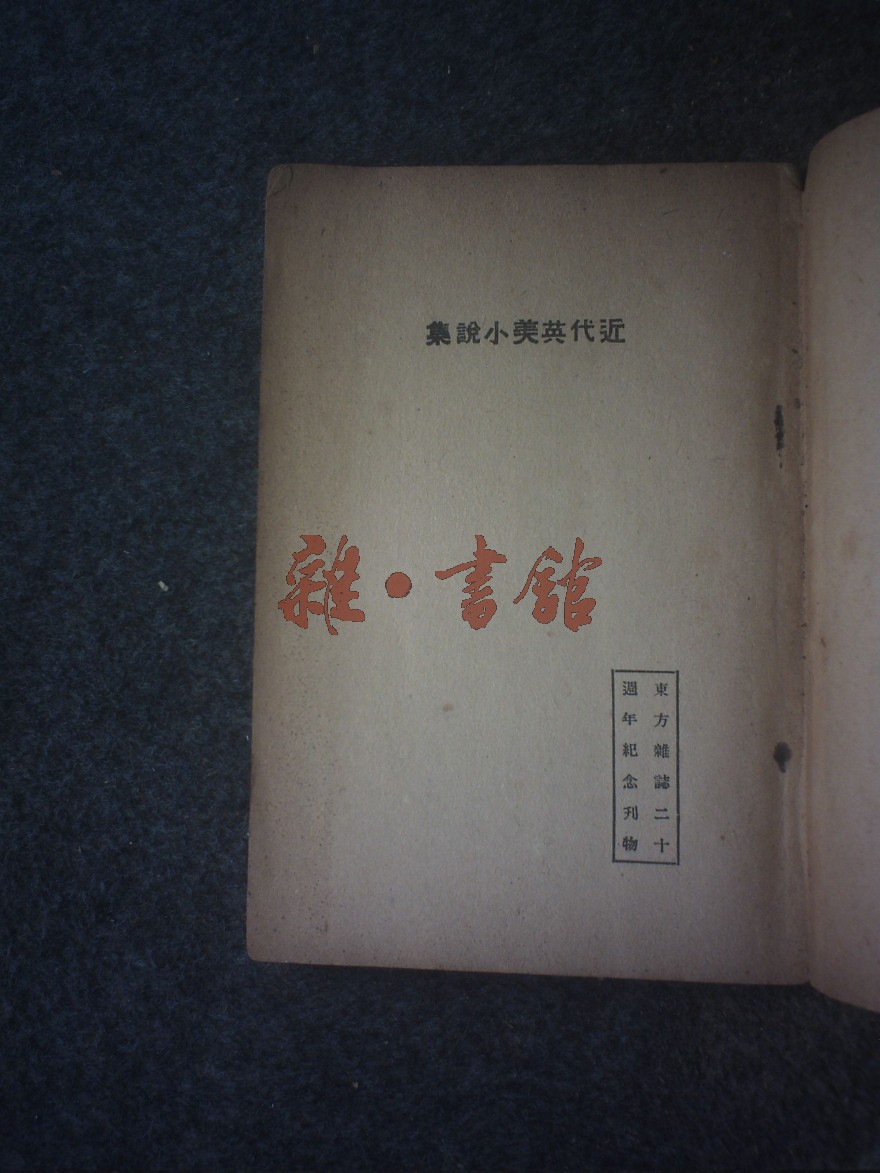 近代英美小說集
雜·書館
東方雜誌二十
週年紀念刊物